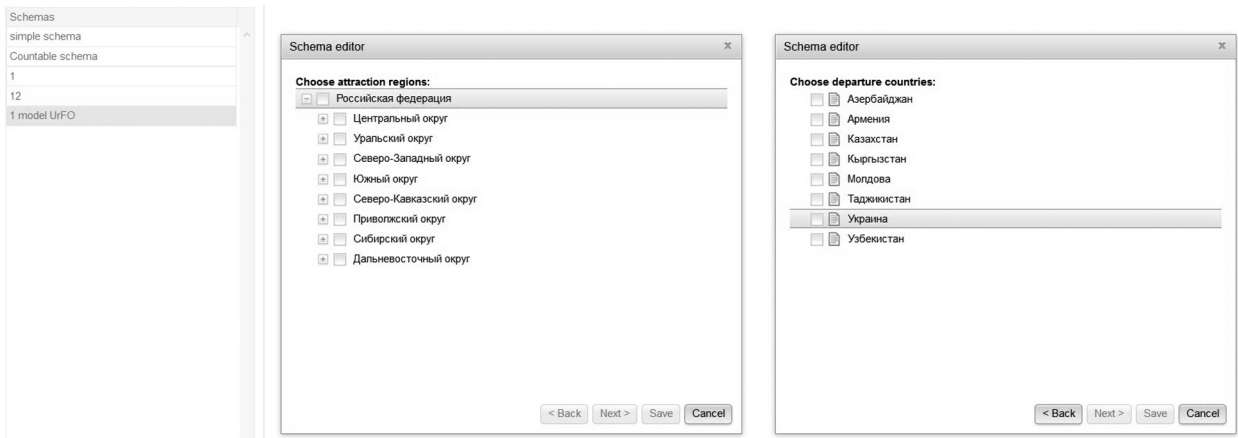 Schemas
simple schema
Countable schema
1
12
1 model UrFO
Schema editor
x
Choose attraction regions:
Российская федерация
Центральный округ
Уральский округ
Северо-Западный округ
Южный округ
Северо-Кавказский округ
Приволжский округ
Сибирский округ
Дальневосточный округ
< Back Next > Save Cancel
Schema editor
x
Choose departure countries:
Азербайджан
Армения
Казахстан
Кыргызстан
Молдова
Таджикистан
Украина
Узбекистан
< Back Next > Save Cancel